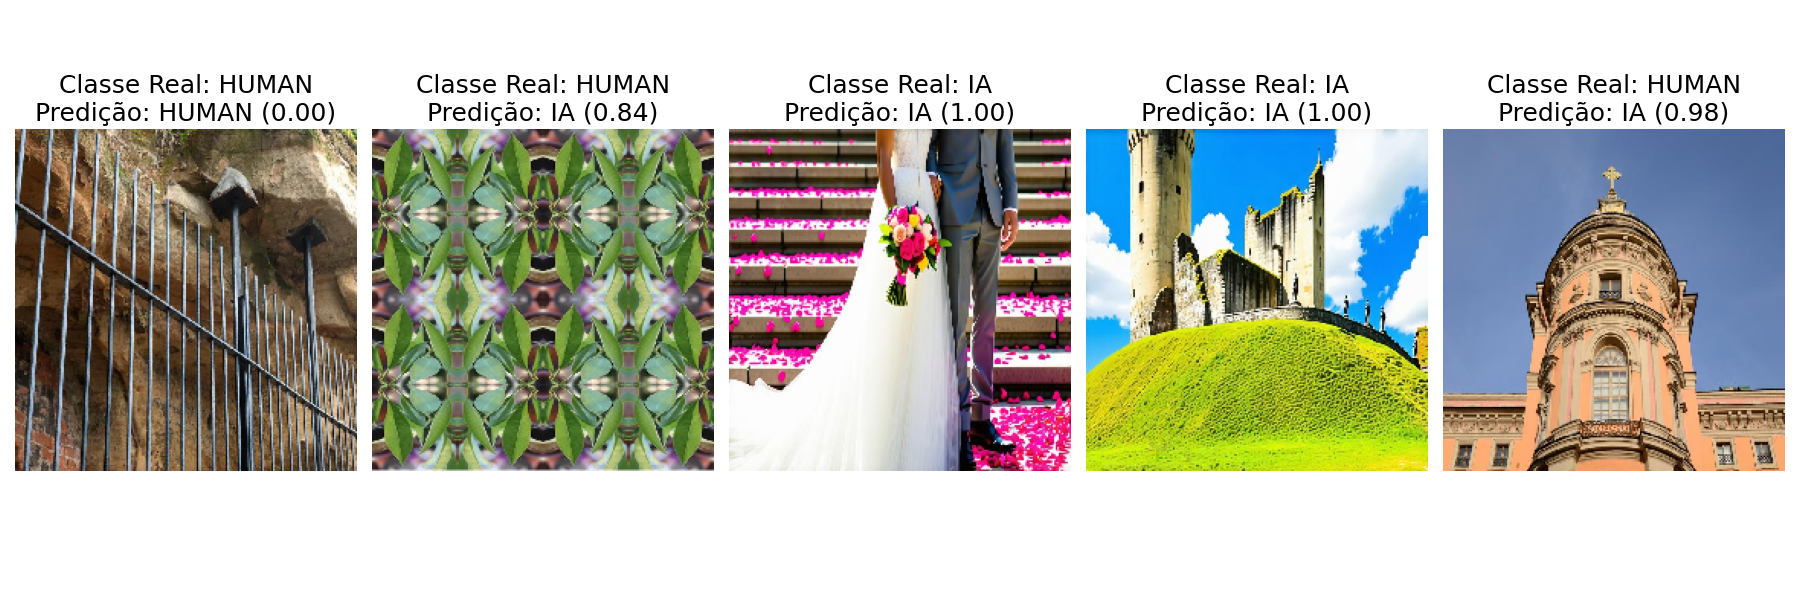 Classe Real: HUMAN
Predição: HUMAN (0.00)
Classe Real: HUMAN
Predição: IA (0.84)
Classe Real: IA
Predição: IA (1.00)
Classe Real: IA
Predição: IA (1.00)
Classe Real: HUMAN
Predição: IA (0.98)